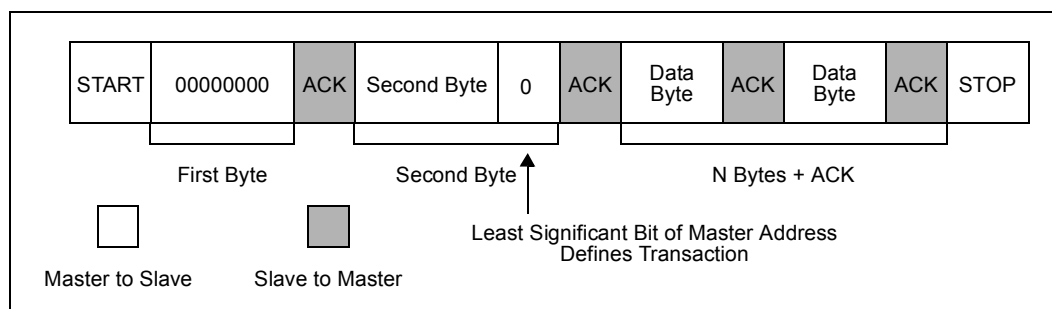 START 00000000 ACK Second Byte 0 ACK Data Byte ACK Data Byte ACK STOP
First Byte Second Byte N Bytes + ACK
Least Significant Bit of Master Address
Defines Transaction
Master to Slave Slave to Master